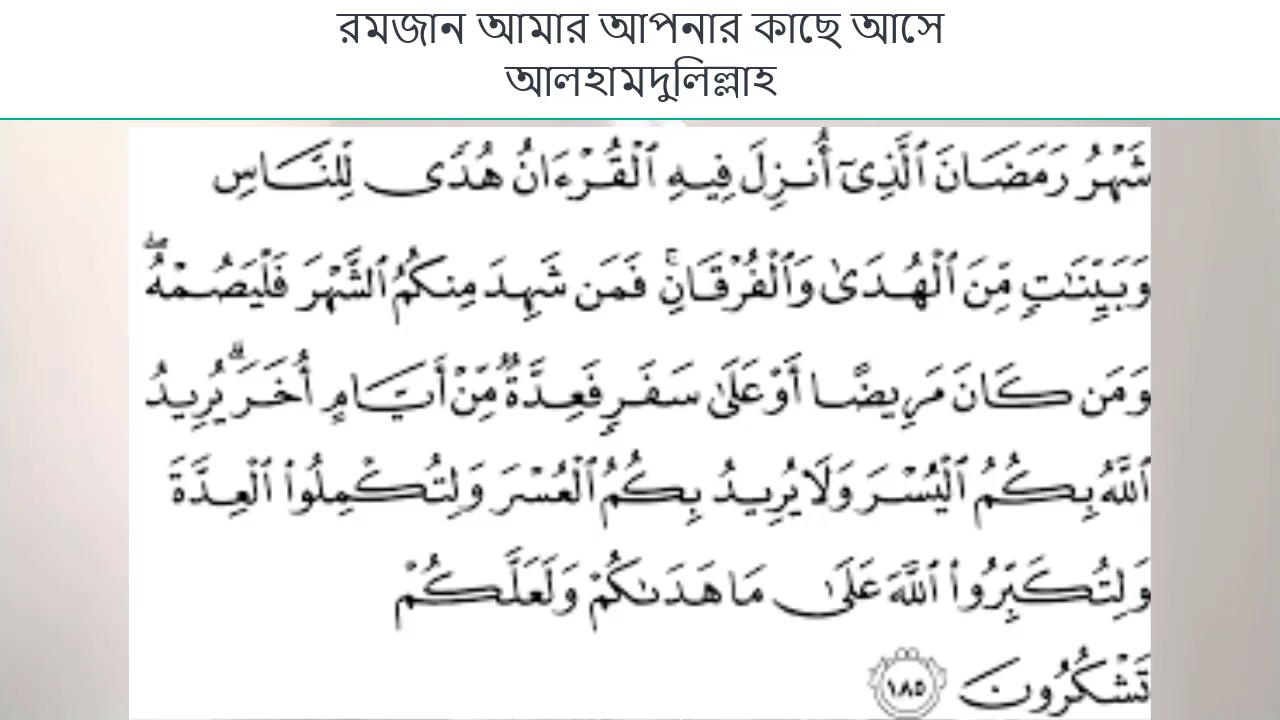 রমজান আমার আপনার কাছে আসে
আলহামদুলিল্লাহ
شَهْرُ رَمَضَانَ ٱلَّذِىٓ أُنزِلَ فِيهِ ٱلْقُرْءَانُ هُدًى لِّلنَّاسِ
وَبَيِّنَٰتٍ مِّنَ ٱلْهُدَىٰ وَٱلْفُرْقَانِ ۚ فَمَن شَهِدَ مِنكُمُ ٱلشَّهْرَ فَلْيَصُمْهُ ۖ
وَمَن كَانَ مَرِيضًا أَوْ عَلَىٰ سَفَرٍ فَعِدَّةٌ مِّنْ أَيَّامٍ أُخَرَ ۗ يُرِيدُ
ٱللَّهُ بِكُمُ ٱلْيُسْرَ وَلَا يُرِيدُ بِكُمُ ٱلْعُسْرَ وَلِتُكْمِلُوا۟ ٱلْعِدَّةَ
وَلِتُكَبِّرُوا۟ ٱللَّهَ عَلَىٰ مَا هَدَىٰكُمْ وَلَعَلَّكُمْ
تَشْكُرُونَ ١٨٥